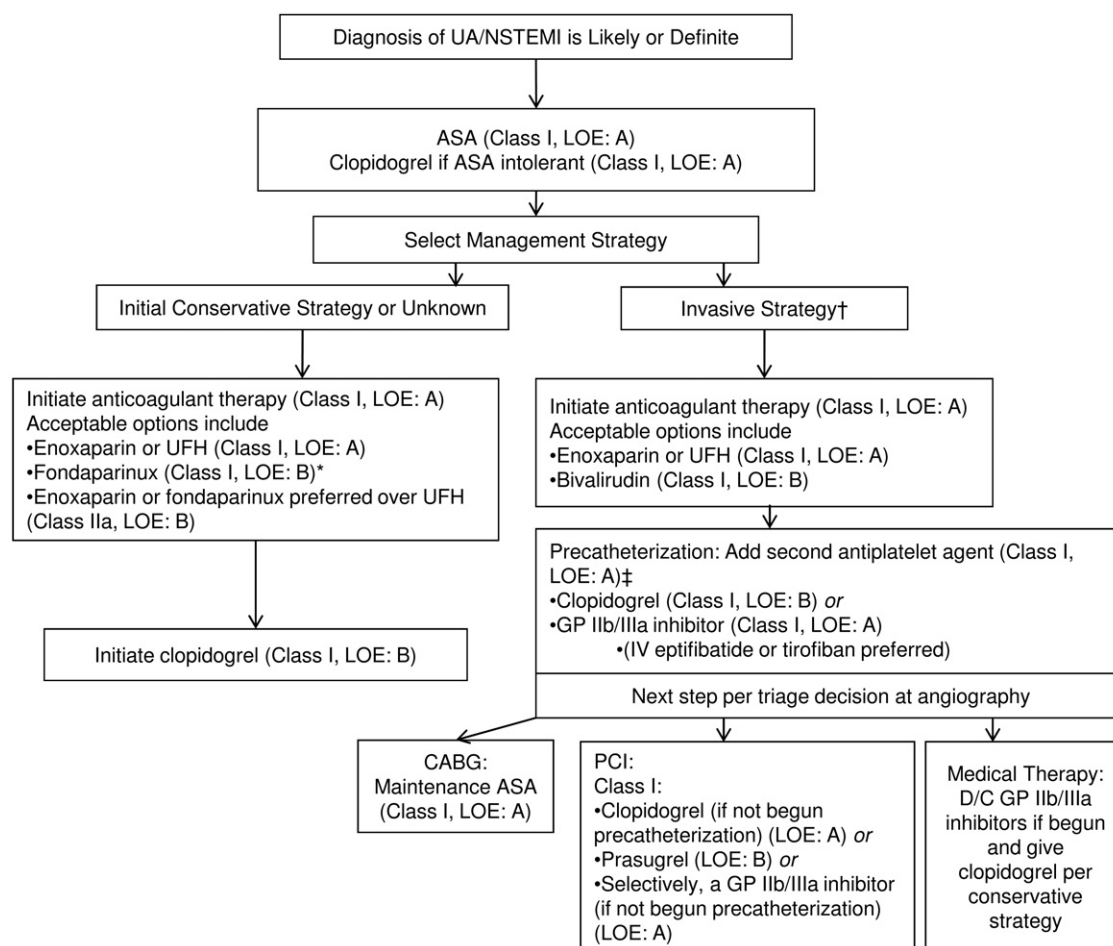 Diagnosis of UA/NSTEMI is Likely or Definite
ASA (Class I, LOE: A)
Clopidogrel if ASA intolerant (Class I, LOE: A)
Select Management Strategy
Initial Conservative Strategy or Unknown
Invasive Strategy†
Initiate anticoagulant therapy (Class I, LOE: A)
Acceptable options include
•Enoxaparin or UFH (Class I, LOE: A)
•Fondaparinux (Class I, LOE: B)*
•Enoxaparin or fondaparinux preferred over UFH
(Class IIa, LOE: B)
Initiate clopidogrel (Class I, LOE: B)
Initiate anticoagulant therapy (Class I, LOE: A)
Acceptable options include
•Enoxaparin or UFH (Class I, LOE: A)
•Bivalirudin (Class I, LOE: B)
Precatheterization: Add second antiplatelet agent (Class I,
LOE: A)‡
•Clopidogrel (Class I, LOE: B) or
•GP IIb/IIIa inhibitor (Class I, LOE: A)
•(IV eptifibatide or tirofiban preferred)
Next step per triage decision at angiography
CABG:
Maintenance ASA
(Class I, LOE: A)
PCI:
Class I:
•Clopidogrel (if not begun
precatheterization) (LOE: A) or
•Prasugrel (LOE: B) or
•Selectively, a GP IIb/IIIa inhibitor
(if not begun precatheterization)
(LOE: A)
Medical Therapy:
D/C GP IIb/IIIa
inhibitors if begun
and give
clopidogrel per
conservative
strategy